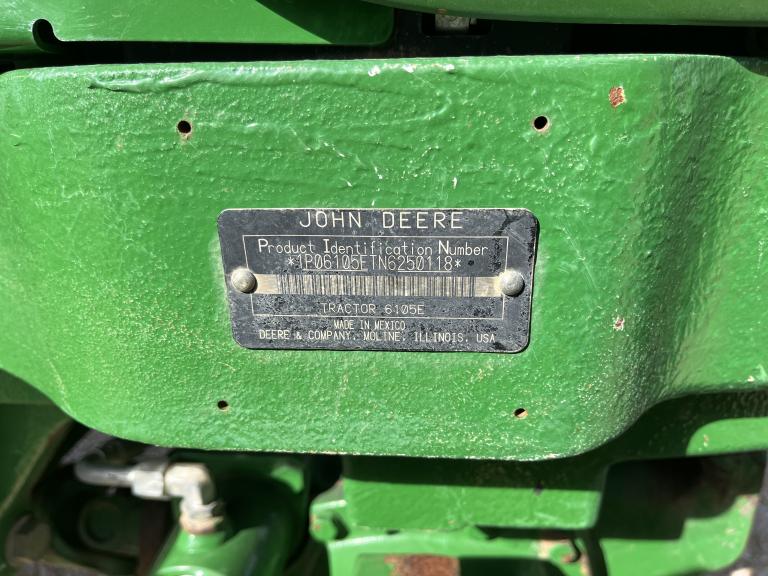 JOHN DEERE
Product Identification Number
*1P06105ETN6250118*
TRACTOR 6105E
MADE IN MEXICO
DEERE & COMPANY, MOLINE, ILLINOIS, USA